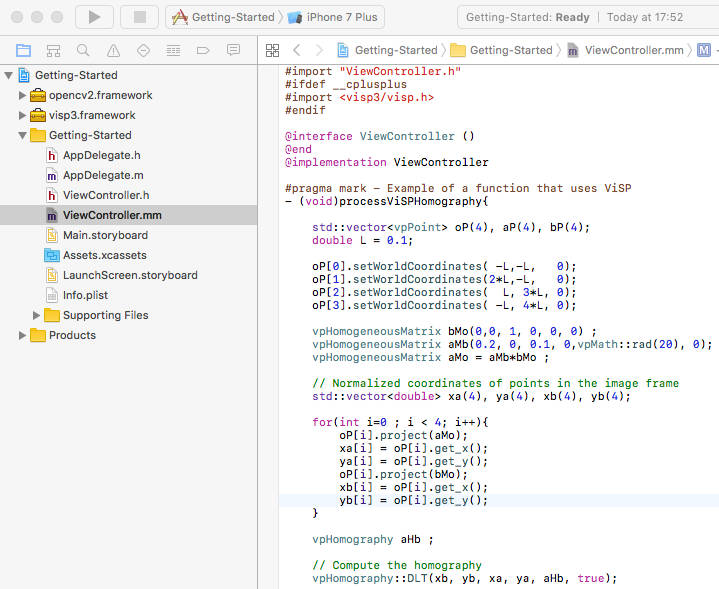 Getting-Started
iPhone 7 Plus
Getting-Started: Ready | Today at 17:52
Getting-Started
Getting-Started
ViewController.mm
M
Getting-Started
opencv2.framework
visp3.framework
Getting-Started
h AppDelegate.h
m AppDelegate.m
h ViewController.h
m ViewController.mm
Main.storyboard
Assets.xcassets
LaunchScreen.storyboard
Info.plist
Supporting Files
Products
#import "ViewController.h"
#ifdef __cplusplus
#import <visp3/visp.h>
#endif
@interface ViewController ()
@end
@implementation ViewController
#pragma mark - Example of a function that uses ViSP
- (void)processViSPHomography{
std::vector<vpPoint> oP(4), aP(4), bP(4);
double L = 0.1;
oP[0].setWorldCoordinates( -L,-L,   0);
oP[1].setWorldCoordinates(2*L,-L,   0);
oP[2].setWorldCoordinates(  L, 3*L, 0);
oP[3].setWorldCoordinates( -L, 4*L, 0);
vpHomogeneousMatrix bMo(0,0, 1, 0, 0, 0) ;
vpHomogeneousMatrix aMb(0.2, 0, 0.1, 0,vpMath::rad(20), 0);
vpHomogeneousMatrix aMo = aMb*bMo ;
// Normalized coordinates of points in the image frame
std::vector<double> xa(4), ya(4), xb(4), yb(4);
for(int i=0 ; i < 4; i++){
oP[i].project(aMo);
xa[i] = oP[i].get_x();
ya[i] = oP[i].get_y();
oP[i].project(bMo);
xb[i] = oP[i].get_x();
yb[i] = oP[i].get_y();
}
vpHomography aHb ;
// Compute the homography
vpHomography::DLT(xb, yb, xa, ya, aHb, true);